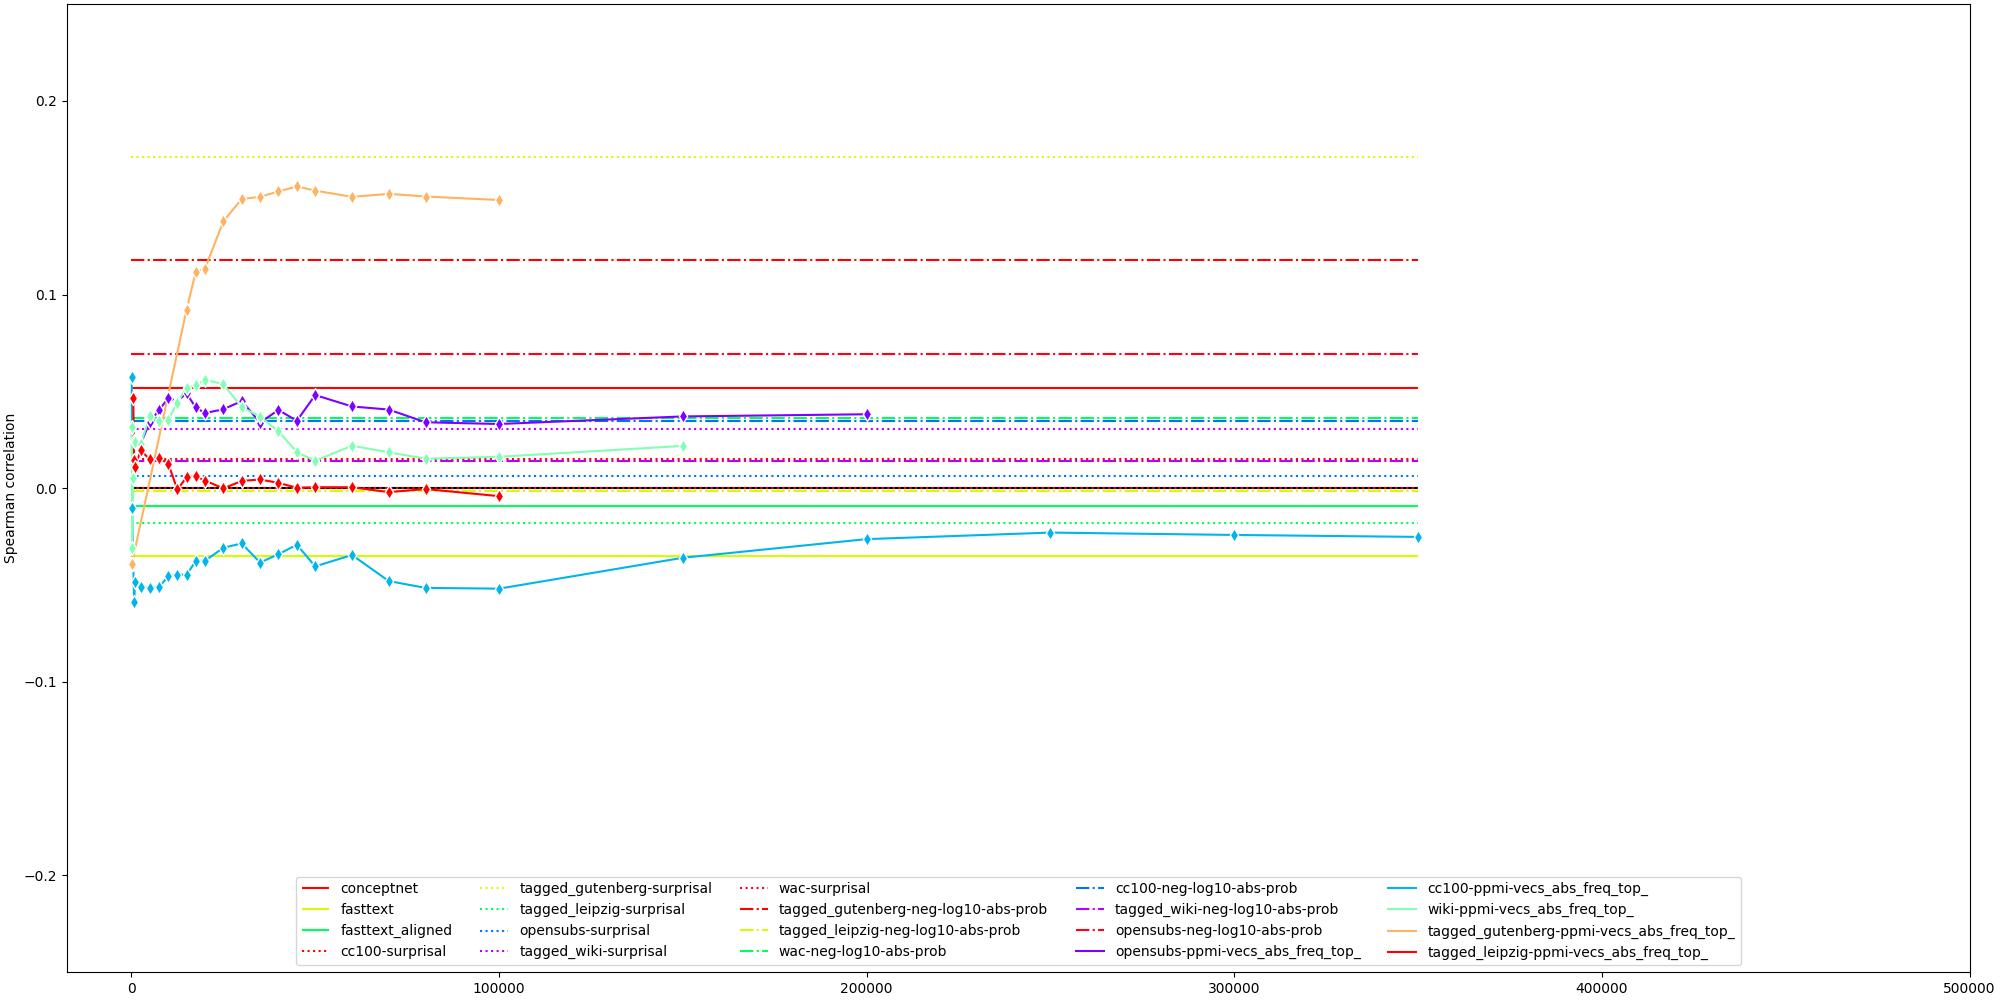 0.2
0.1
0.0
−0.1
−0.2
Spearman correlation
0 100000 200000 300000 400000 500000
conceptnet
fasttext
fasttext_aligned
cc100-surprisal
tagged_gutenberg-surprisal
tagged_leipzig-surprisal
opensubs-surprisal
tagged_wiki-surprisal
wac-surprisal
tagged_gutenberg-neg-log10-abs-prob
tagged_leipzig-neg-log10-abs-prob
wac-neg-log10-abs-prob
cc100-neg-log10-abs-prob
tagged_wiki-neg-log10-abs-prob
opensubs-neg-log10-abs-prob
opensubs-ppmi-vecs_abs_freq_top_
cc100-ppmi-vecs_abs_freq_top_
wiki-ppmi-vecs_abs_freq_top_
tagged_gutenberg-ppmi-vecs_abs_freq_top_
tagged_leipzig-ppmi-vecs_abs_freq_top_